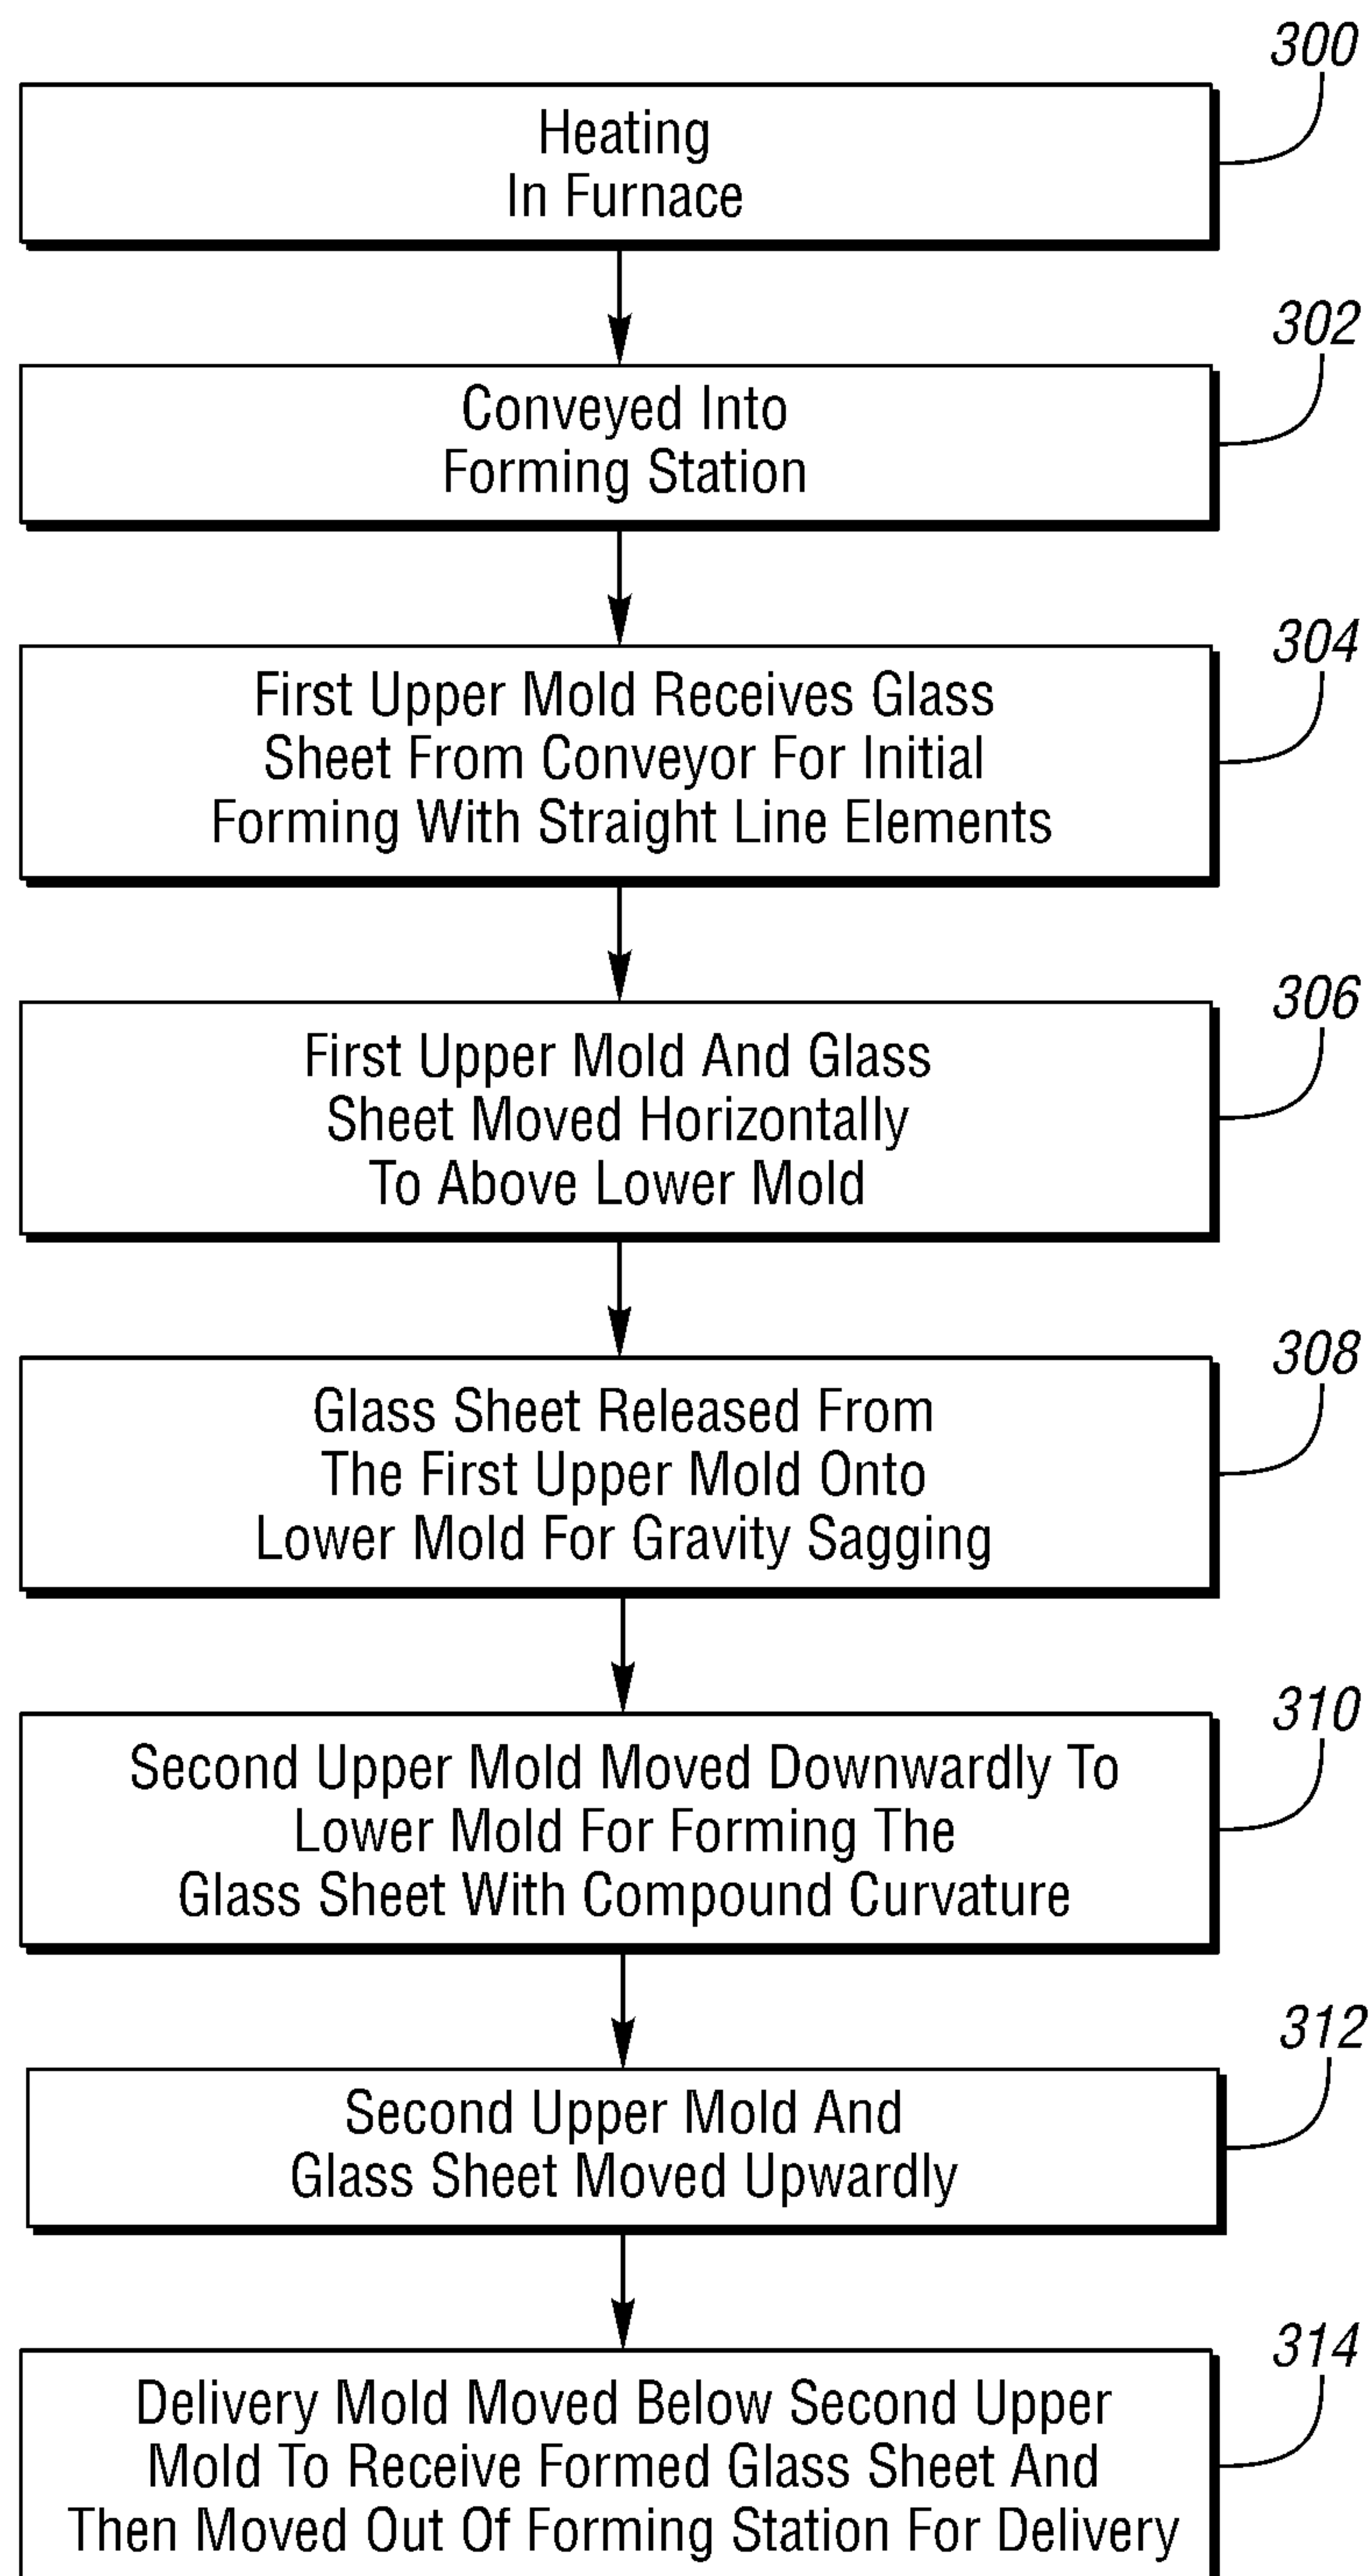 300
Heating
In Furnace
302
Conveyed Into
Forming Station
304
First Upper Mold Receives Glass
Sheet From Conveyor For Initial
Forming With Straight Line Elements
306
First Upper Mold And Glass
Sheet Moved Horizontally
To Above Lower Mold
308
Glass Sheet Released From
The First Upper Mold Onto
Lower Mold For Gravity Sagging
310
Second Upper Mold Moved Downwardly To
Lower Mold For Forming The
Glass Sheet With Compound Curvature
312
Second Upper Mold And
Glass Sheet Moved Upwardly
314
Delivery Mold Moved Below Second Upper
Mold To Receive Formed Glass Sheet And
Then Moved Out Of Forming Station For Delivery